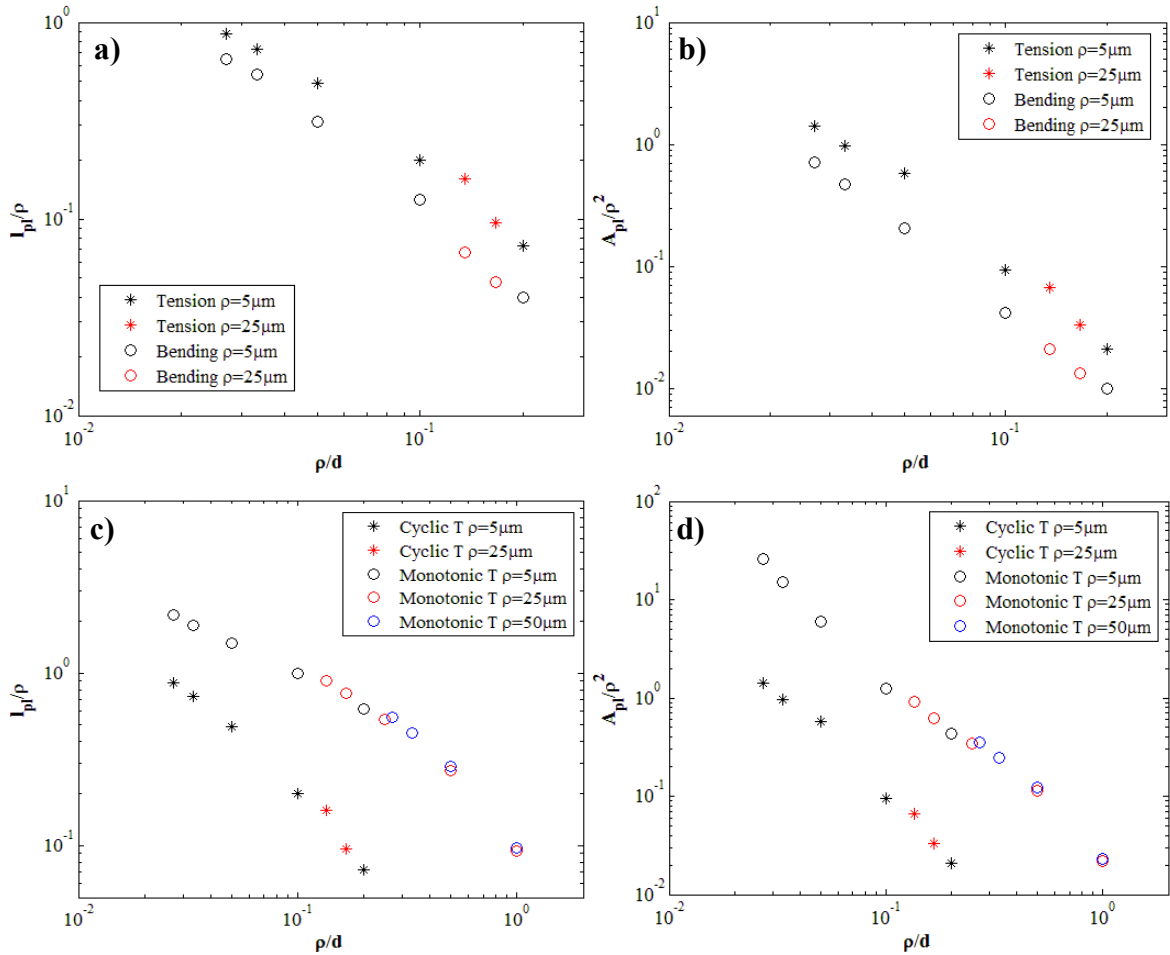 a)
10^0
10^-1
10^-2
l_pl/ρ
Tension ρ=5μm
Tension ρ=25μm
Bending ρ=5μm
Bending ρ=25μm
10^-2
10^-1
ρ/d
b)
10^1
10^0
10^-1
10^-2
A_pl/ρ^2
Tension ρ=5μm
Tension ρ=25μm
Bending ρ=5μm
Bending ρ=25μm
10^-2
10^-1
ρ/d
c)
10^1
10^0
10^-1
l_pl/ρ
Cyclic T ρ=5μm
Cyclic T ρ=25μm
Monotonic T ρ=5μm
Monotonic T ρ=25μm
Monotonic T ρ=50μm
10^-2
10^-1
10^0
ρ/d
d)
10^2
10^1
10^0
10^-1
10^-2
A_pl/ρ^2
Cyclic T ρ=5μm
Cyclic T ρ=25μm
Monotonic T ρ=5μm
Monotonic T ρ=25μm
Monotonic T ρ=50μm
10^-2
10^-1
10^0
ρ/d